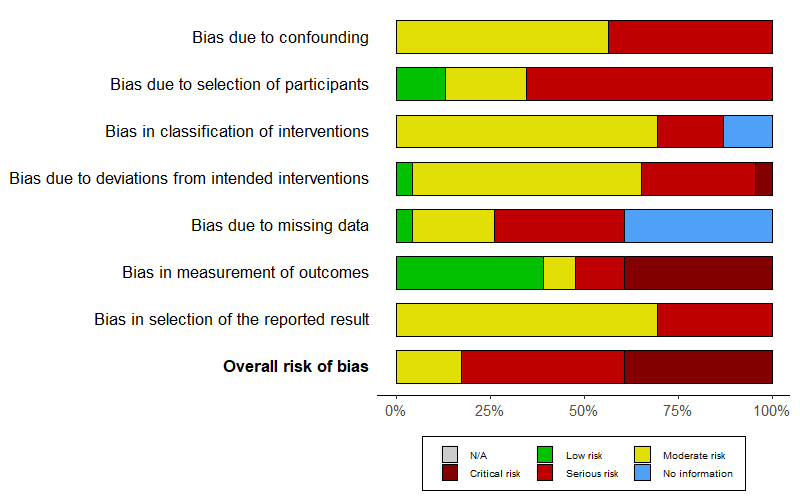 Bias due to confounding
Bias due to selection of participants
Bias in classification of interventions
Bias due to deviations from intended interventions
Bias due to missing data
Bias in measurement of outcomes
Bias in selection of the reported result
Overall risk of bias
0% 25% 50% 75% 100%
N/A Low risk Moderate risk
Critical risk Serious risk No information